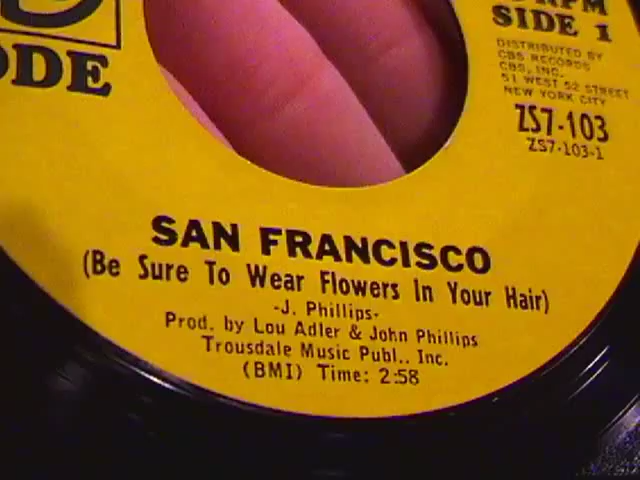 ODE
RPM
SIDE 1
DISTRIBUTED BY
CBS RECORDS
CBS, INC.
51 WEST 52 STREET
NEW YORK CITY
ZS7-103
ZS7-103-1
SAN FRANCISCO
(Be Sure To Wear Flowers In Your Hair)
-J. Phillips-
Prod. by Lou Adler & John Phillips
Trousdale Music Publ.. Inc.
(BMI) Time: 2:58